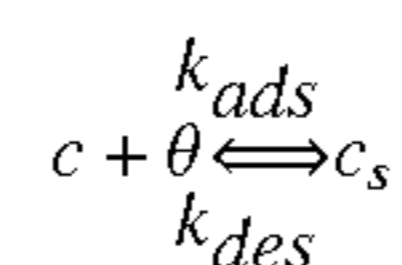 k_ads
c + θ ⟺ c_s
k_des